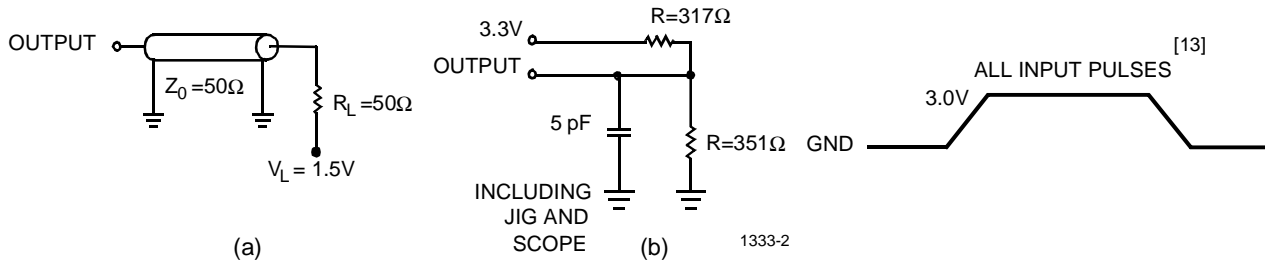 OUTPUT
Z0 =50Ω
RL =50Ω
VL = 1.5V
(a)
R=317Ω
3.3V
OUTPUT
5 pF
R=351Ω
INCLUDING
JIG AND
SCOPE
(b)
1333-2
[13]
ALL INPUT PULSES
3.0V
GND